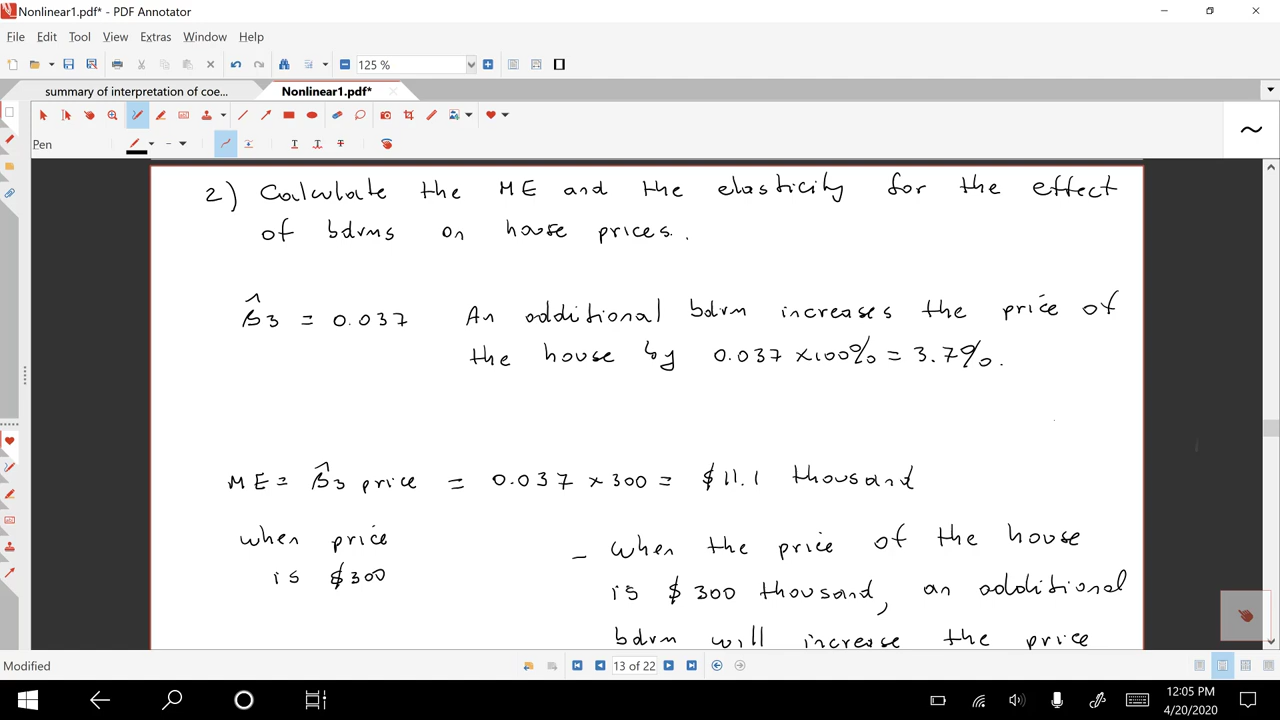 Nonlinear1.pdf* - PDF Annotator
File Edit Tool View Extras Window Help
125 %
summary of interpretation of coe...
Nonlinear1.pdf*
Pen
2) Calculate the ME and the elasticity for the effect
of bdrms on house prices.
β̂3 = 0.037 An additional bdrm increases the price of
the house by 0.037 ×100% = 3.7%.
ME = β̂3 price = 0.037 × 300 = $11.1 thousand
when price
is $300
- when the price of the house
is $300 thousand, an additional
bdrm will increase the price
Modified
13 of 22
12:05 PM
4/20/2020